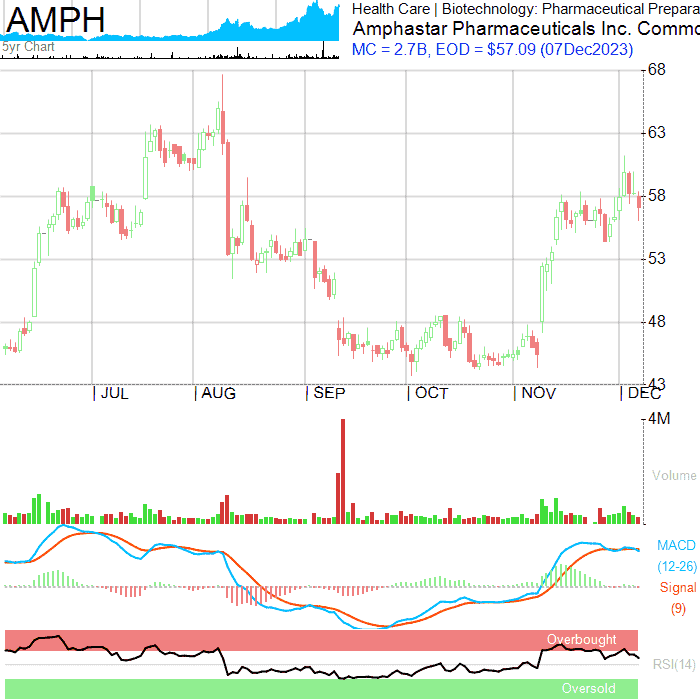 AMPH
5yr Chart
Health Care | Biotechnology: Pharmaceutical Prepara
Amphastar Pharmaceuticals Inc. Commo
MC = 2.7B, EOD = $57.09 (07Dec2023)
68
63
58
53
48
43
JUL
AUG
SEP
OCT
NOV
DEC
4M
Volume
MACD
(12-26)
Signal
(9)
Overbought
RSI(14)
Oversold